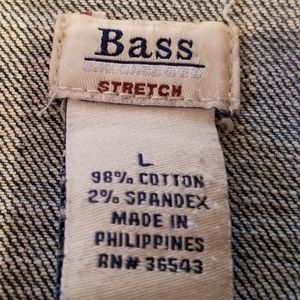 Bass
STRETCH
L
98% COTTON
2% SPANDEX
MADE IN
PHILIPPINES
RN# 36543